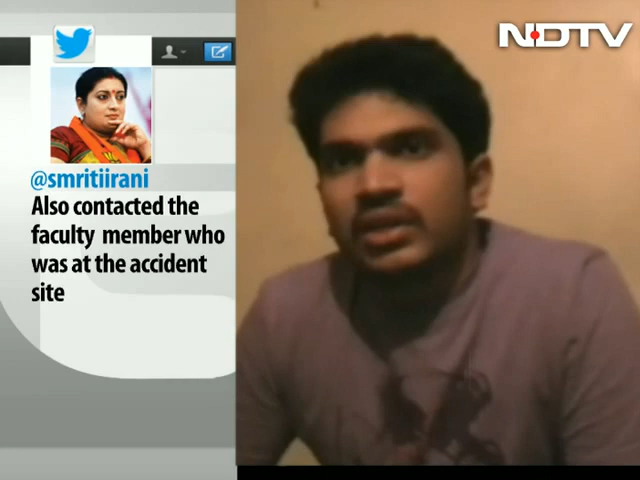 NDTV
@smritiirani
Also contacted the
faculty member who
was at the accident
site